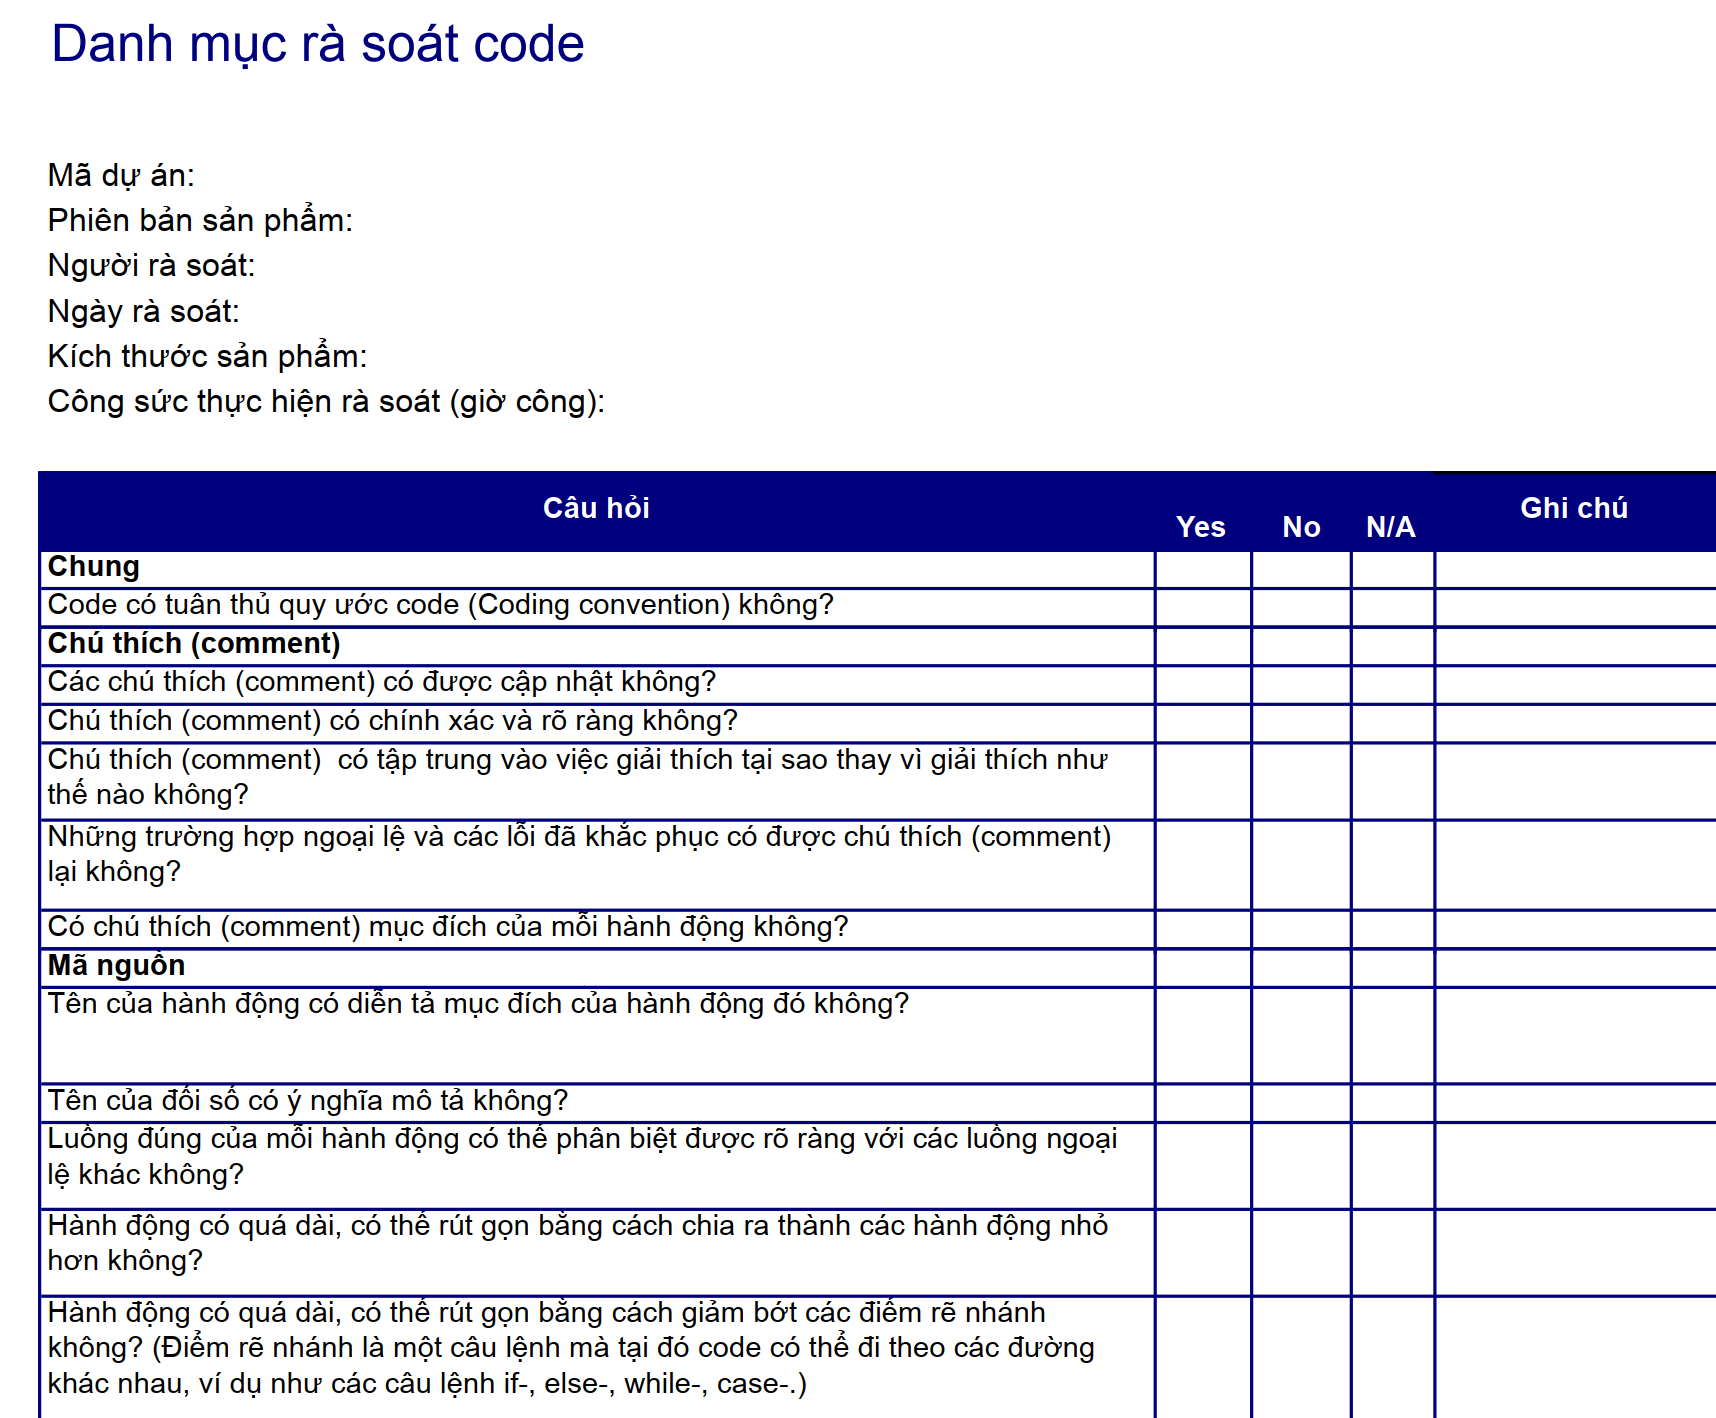 Danh mục rà soát code
Mã dự án:
Phiên bản sản phẩm:
Người rà soát:
Ngày rà soát:
Kích thước sản phẩm:
Công sức thực hiện rà soát (giờ công):
Câu hỏi Yes No N/A Ghi chú
Chung
Code có tuân thủ quy ước code (Coding convention) không?
Chú thích (comment)
Các chú thích (comment) có được cập nhật không?
Chú thích (comment) có chính xác và rõ ràng không?
Chú thích (comment)  có tập trung vào việc giải thích tại sao thay vì giải thích như
thế nào không?
Những trường hợp ngoại lệ và các lỗi đã khắc phục có được chú thích (comment)
lại không?
Có chú thích (comment) mục đích của mỗi hành động không?
Mã nguồn
Tên của hành động có diễn tả mục đích của hành động đó không?
Tên của đối số có ý nghĩa mô tả không?
Luồng đúng của mỗi hành động có thể phân biệt được rõ ràng với các luồng ngoại
lệ khác không?
Hành động có quá dài, có thể rút gọn bằng cách chia ra thành các hành động nhỏ
hơn không?
Hành động có quá dài, có thể rút gọn bằng cách giảm bớt các điểm rẽ nhánh
không? (Điểm rẽ nhánh là một câu lệnh mà tại đó code có thể đi theo các đường
khác nhau, ví dụ như các câu lệnh if-, else-, while-, case-.)